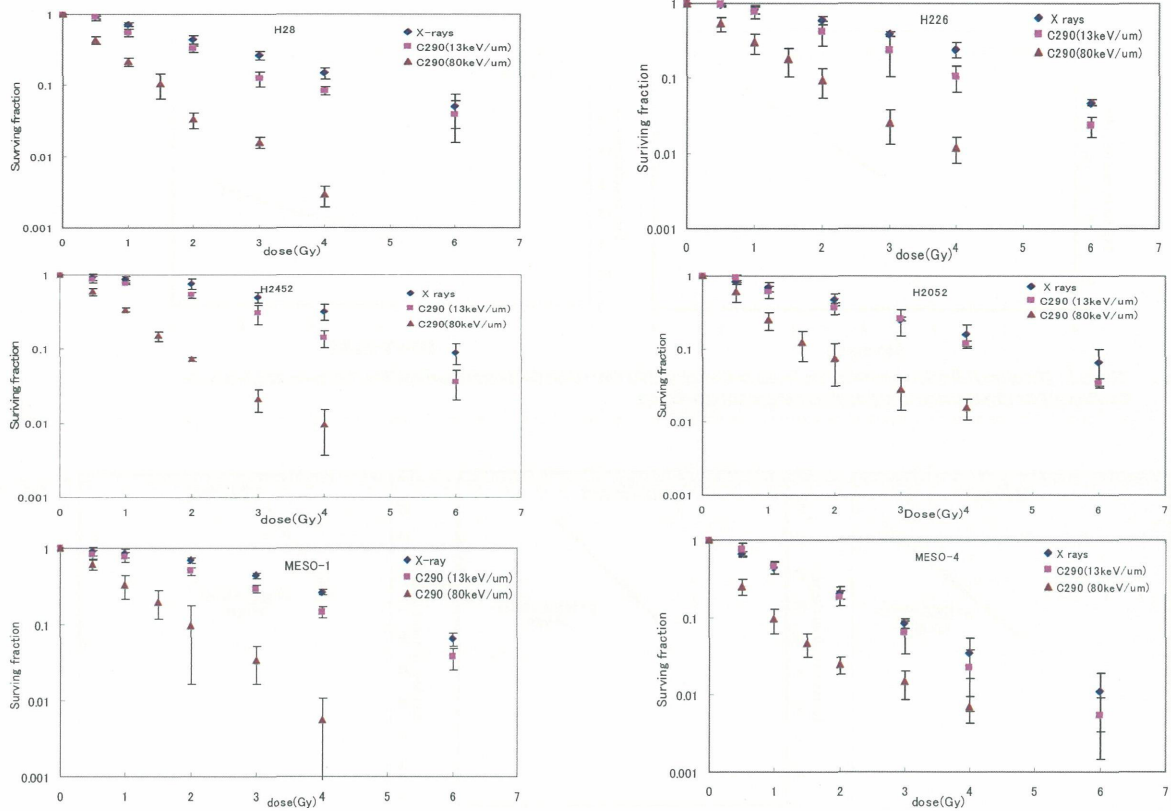 H28
X-rays
C290(13keV/um)
C290(80keV/um)
1
0.1
0.01
0.001
Suvrving fraction
0 1 2 3 4 5 6 7
dose(Gy)
H226
X rays
C290(13keV/um)
C290(80keV/um)
1
0.1
0.01
0.001
Suriving fraction
0 1 2 3 4 5 6 7
dose(Gy)
H2452
X rays
C290 (13keV/um)
C290(80keV/um)
1
0.1
0.01
0.001
Suriving fraction
0 1 2 3 4 5 6 7
dose(Gy)
H2052
X rays
C290 (13keV/um)
C290 (80keV/um)
1
0.1
0.01
0.001
Surving fraction
0 1 2 3 4 5 6 7
Dose(Gy)
MESO-1
X-ray
C290 (13keV/um)
C290 (80keV/um)
1
0.1
0.01
0.001
Surving fraction
0 1 2 3 4 5 6 7
dose(Gy)
MESO-4
X rays
C290(13keV/um)
C290 (80keV/um)
1
0.1
0.01
0.001
Surving fraction
0 1 2 3 4 5 6 7
dose(Gy)